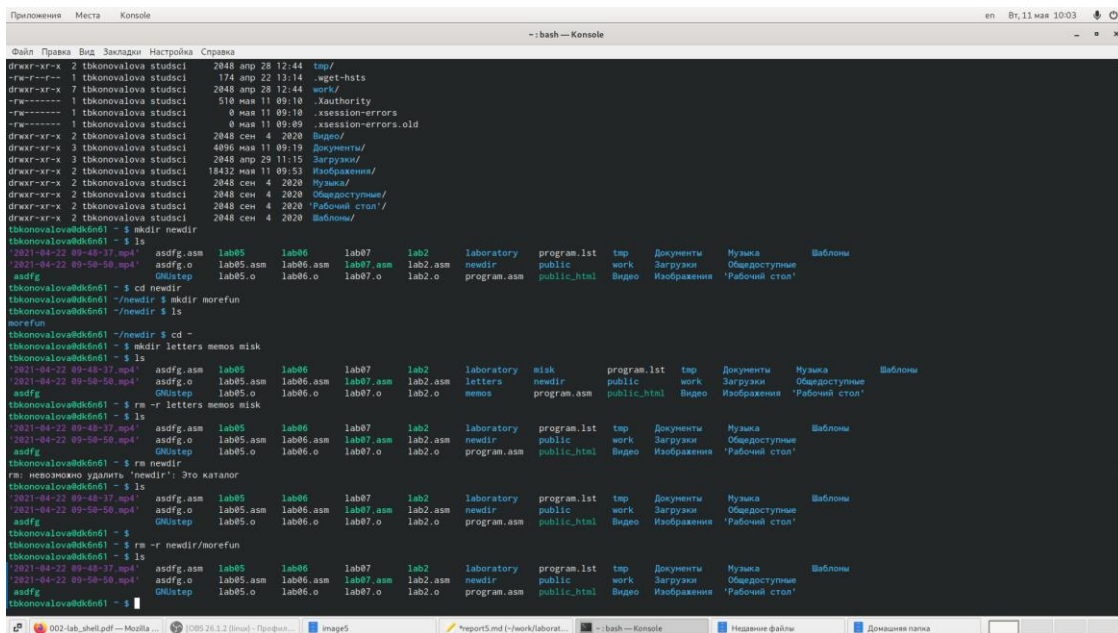 Приложения Места Konsole en Вт, 11 мая 10:03
~ : bash — Konsole
Файл Правка Вид Закладки Настройка Справка
drwxr-xr-x 2 tbkonovalova studsci 2048 апр 28 12:44 tmp/
-rw-r--r-- 1 tbkonovalova studsci 174 апр 22 13:14 .wget-hsts
drwxr-xr-x 7 tbkonovalova studsci 2048 апр 28 12:44 work/
-rw------- 1 tbkonovalova studsci 510 мая 11 09:10 .Xauthority
-rw------- 1 tbkonovalova studsci 0 мая 11 09:10 .xsession-errors
-rw------- 1 tbkonovalova studsci 0 мая 11 09:09 .xsession-errors.old
drwxr-xr-x 2 tbkonovalova studsci 2048 сен 4 2020 Видео/
drwxr-xr-x 3 tbkonovalova studsci 4096 мая 11 09:19 Документы/
drwxr-xr-x 3 tbkonovalova studsci 2048 апр 29 11:15 Загрузки/
drwxr-xr-x 2 tbkonovalova studsci 18432 мая 11 09:53 Изображения/
drwxr-xr-x 2 tbkonovalova studsci 2048 сен 4 2020 Музыка/
drwxr-xr-x 2 tbkonovalova studsci 2048 сен 4 2020 Общедоступные/
drwxr-xr-x 2 tbkonovalova studsci 2048 сен 4 2020 'Рабочий стол'/
drwxr-xr-x 2 tbkonovalova studsci 2048 сен 4 2020 Шаблоны/
tbkonovalova@dk6n61 ~ $ mkdir newdir
tbkonovalova@dk6n61 ~ $ ls
'2021-04-22 09-48-37.mp4' asdfg.asm lab05 lab06 lab07 lab2 laboratory program.lst tmp Документы Музыка Шаблоны
'2021-04-22 09-50-50.mp4' asdfg.o lab05.asm lab06.asm lab07.asm lab2.asm newdir public work Загрузки Общедоступные
asdfg GNUstep lab05.o lab06.o lab07.o lab2.o program.asm public_html Видео Изображения 'Рабочий стол'
tbkonovalova@dk6n61 ~ $ cd newdir
tbkonovalova@dk6n61 ~/newdir $ mkdir morefun
tbkonovalova@dk6n61 ~/newdir $ ls
morefun
tbkonovalova@dk6n61 ~/newdir $ cd ~
tbkonovalova@dk6n61 ~ $ mkdir letters memos misk
tbkonovalova@dk6n61 ~ $ ls
'2021-04-22 09-48-37.mp4' asdfg.asm lab05 lab06 lab07 lab2 laboratory misk program.lst tmp Документы Музыка Шаблоны
'2021-04-22 09-50-50.mp4' asdfg.o lab05.asm lab06.asm lab07.asm lab2.asm letters newdir public work Загрузки Общедоступные
asdfg GNUstep lab05.o lab06.o lab07.o lab2.o memos program.asm public_html Видео Изображения 'Рабочий стол'
tbkonovalova@dk6n61 ~ $ rm -r letters memos misk
tbkonovalova@dk6n61 ~ $ ls
'2021-04-22 09-48-37.mp4' asdfg.asm lab05 lab06 lab07 lab2 laboratory program.lst tmp Документы Музыка Шаблоны
'2021-04-22 09-50-50.mp4' asdfg.o lab05.asm lab06.asm lab07.asm lab2.asm newdir public work Загрузки Общедоступные
asdfg GNUstep lab05.o lab06.o lab07.o lab2.o program.asm public_html Видео Изображения 'Рабочий стол'
tbkonovalova@dk6n61 ~ $ rm newdir
rm: невозможно удалить 'newdir': Это каталог
tbkonovalova@dk6n61 ~ $ ls
'2021-04-22 09-48-37.mp4' asdfg.asm lab05 lab06 lab07 lab2 laboratory program.lst tmp Документы Музыка Шаблоны
'2021-04-22 09-50-50.mp4' asdfg.o lab05.asm lab06.asm lab07.asm lab2.asm newdir public work Загрузки Общедоступные
asdfg GNUstep lab05.o lab06.o lab07.o lab2.o program.asm public_html Видео Изображения 'Рабочий стол'
tbkonovalova@dk6n61 ~ $
tbkonovalova@dk6n61 ~ $ rm -r newdir/morefun
tbkonovalova@dk6n61 ~ $ ls
'2021-04-22 09-48-37.mp4' asdfg.asm lab05 lab06 lab07 lab2 laboratory program.lst tmp Документы Музыка Шаблоны
'2021-04-22 09-50-50.mp4' asdfg.o lab05.asm lab06.asm lab07.asm lab2.asm newdir public work Загрузки Общедоступные
asdfg GNUstep lab05.o lab06.o lab07.o lab2.o program.asm public_html Видео Изображения 'Рабочий стол'
tbkonovalova@dk6n61 ~ $
002-lab_shell.pdf — Mozilla ... [OBS 26.1.2 (linux) - Профил... image5 *report5.md (~/work/laborat... ~ : bash — Konsole Недавние файлы Домашняя папка